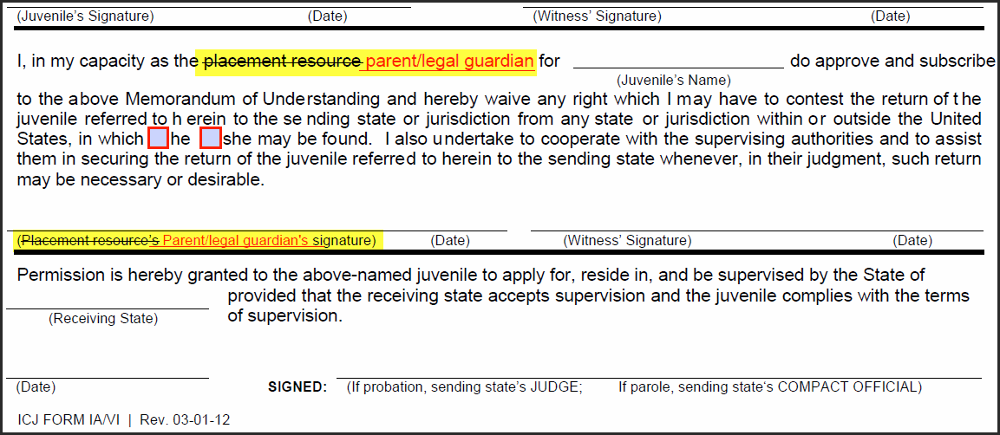 (Juvenile's Signature) (Date) (Witness' Signature) (Date)
I, in my capacity as the placement resource parent/legal guardian for ____________ do approve and subscribe
(Juvenile's Name)
to the above Memorandum of Understanding and hereby waive any right which I may have to contest the return of the
juvenile referred to herein to the sending state or jurisdiction from any state or jurisdiction within or outside the United
States, in which he she may be found. I also undertake to cooperate with the supervising authorities and to assist
them in securing the return of the juvenile referred to herein to the sending state whenever, in their judgment, such return
may be necessary or desirable.
(Placement resource's Parent/legal guardian's signature) (Date) (Witness' Signature) (Date)
Permission is hereby granted to the above-named juvenile to apply for, reside in, and be supervised by the State of
provided that the receiving state accepts supervision and the juvenile complies with the terms
(Receiving State) of supervision.
(Date) SIGNED: (If probation, sending state's JUDGE; If parole, sending state's COMPACT OFFICIAL)
ICJ FORM IA/VI | Rev. 03-01-12